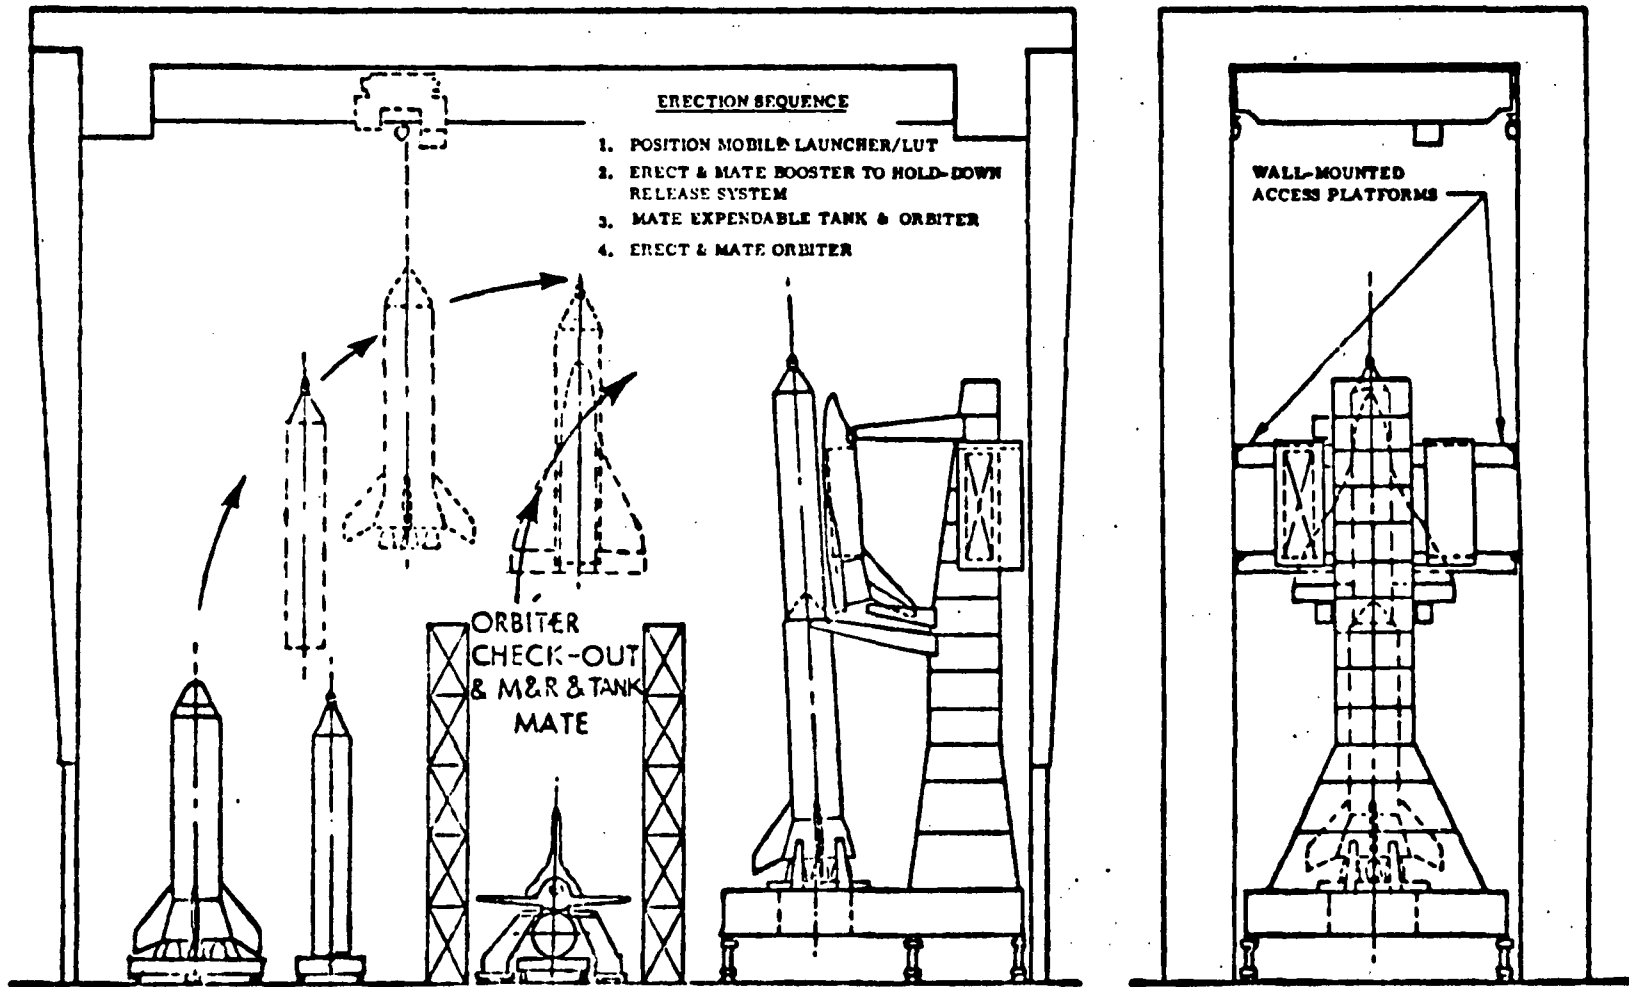 ERECTION SEQUENCE
1. POSITION MOBILE LAUNCHER/LUT
2. ERECT & MATE BOOSTER TO HOLD-DOWN
RELEASE SYSTEM
3. MATE EXPENDABLE TANK & ORBITER
4. ERECT & MATE ORBITER
ORBITER
CHECK-OUT
& M&R & TANK
MATE
WALL-MOUNTED
ACCESS PLATFORMS